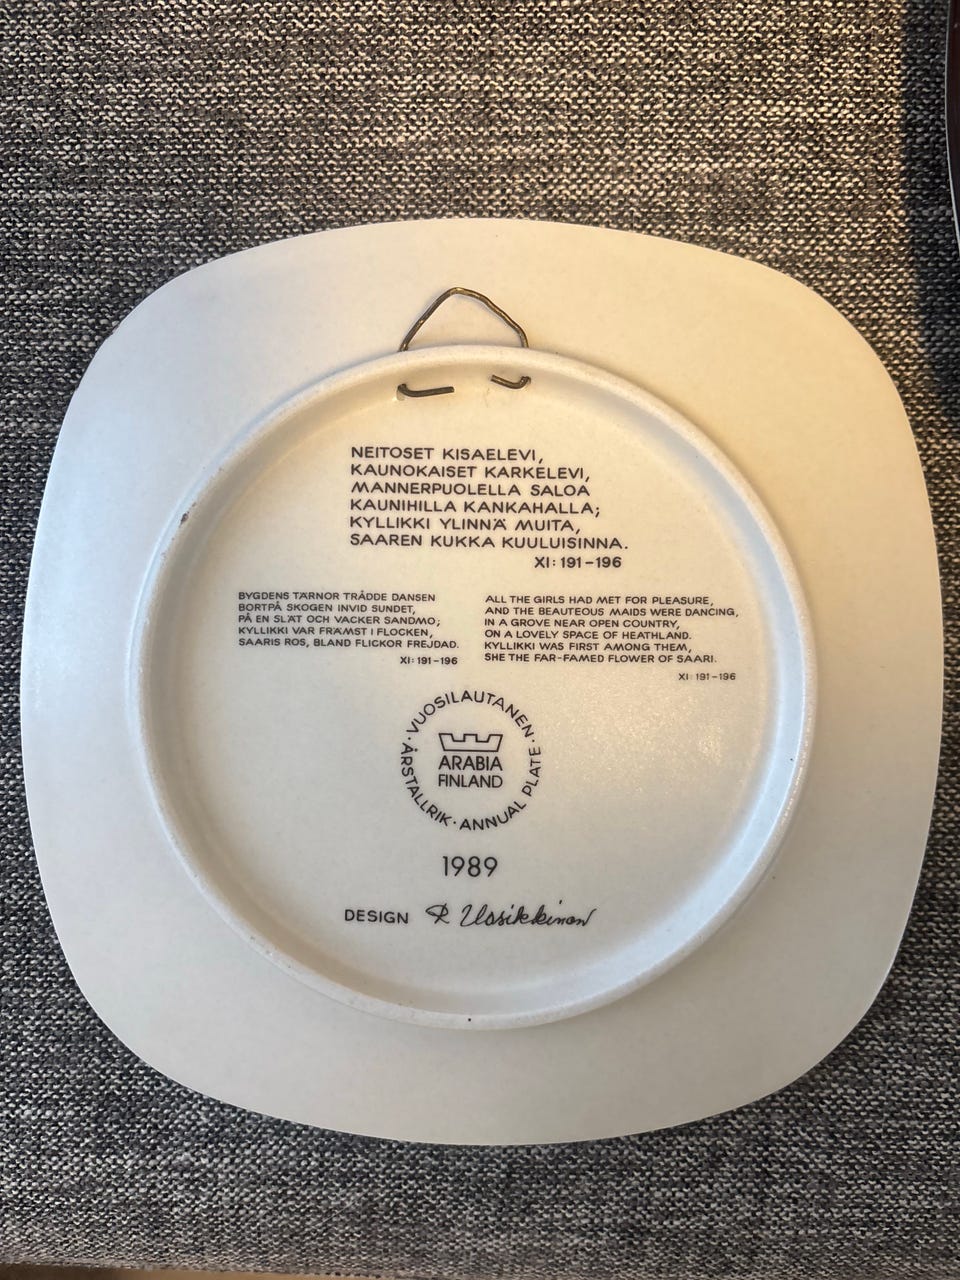 NEITOSET KISAELEVI,
KAUNOKAISET KARKELEVI,
MANNERPUOLELLA SALOA
KAUNIHILLA KANKAHALLA;
KYLLIKKI YLINNÄ MUITA,
SAAREN KUKKA KUULUISINNA.
XI: 191–196
BYGDENS TÄRNOR TRÅDDE DANSEN
BORTPÅ SKOGEN INVID SUNDET,
PÅ EN SLÄT OCH VACKER SANDMO;
KYLLIKKI VAR FRÄMST I FLOCKEN,
SAARIS ROS, BLAND FLICKOR FREJDAD.
XI: 191–196
ALL THE GIRLS HAD MET FOR PLEASURE,
AND THE BEAUTEOUS MAIDS WERE DANCING,
IN A GROVE NEAR OPEN COUNTRY,
ON A LOVELY SPACE OF HEATHLAND.
KYLLIKKI WAS FIRST AMONG THEM,
SHE THE FAR-FAMED FLOWER OF SAARI.
XI: 191–196
·VUOSILAUTANEN·
ARABIA
FINLAND
ÅRSTALLRIK·ANNUAL PLATE
1989
DESIGN R Uosikkinen